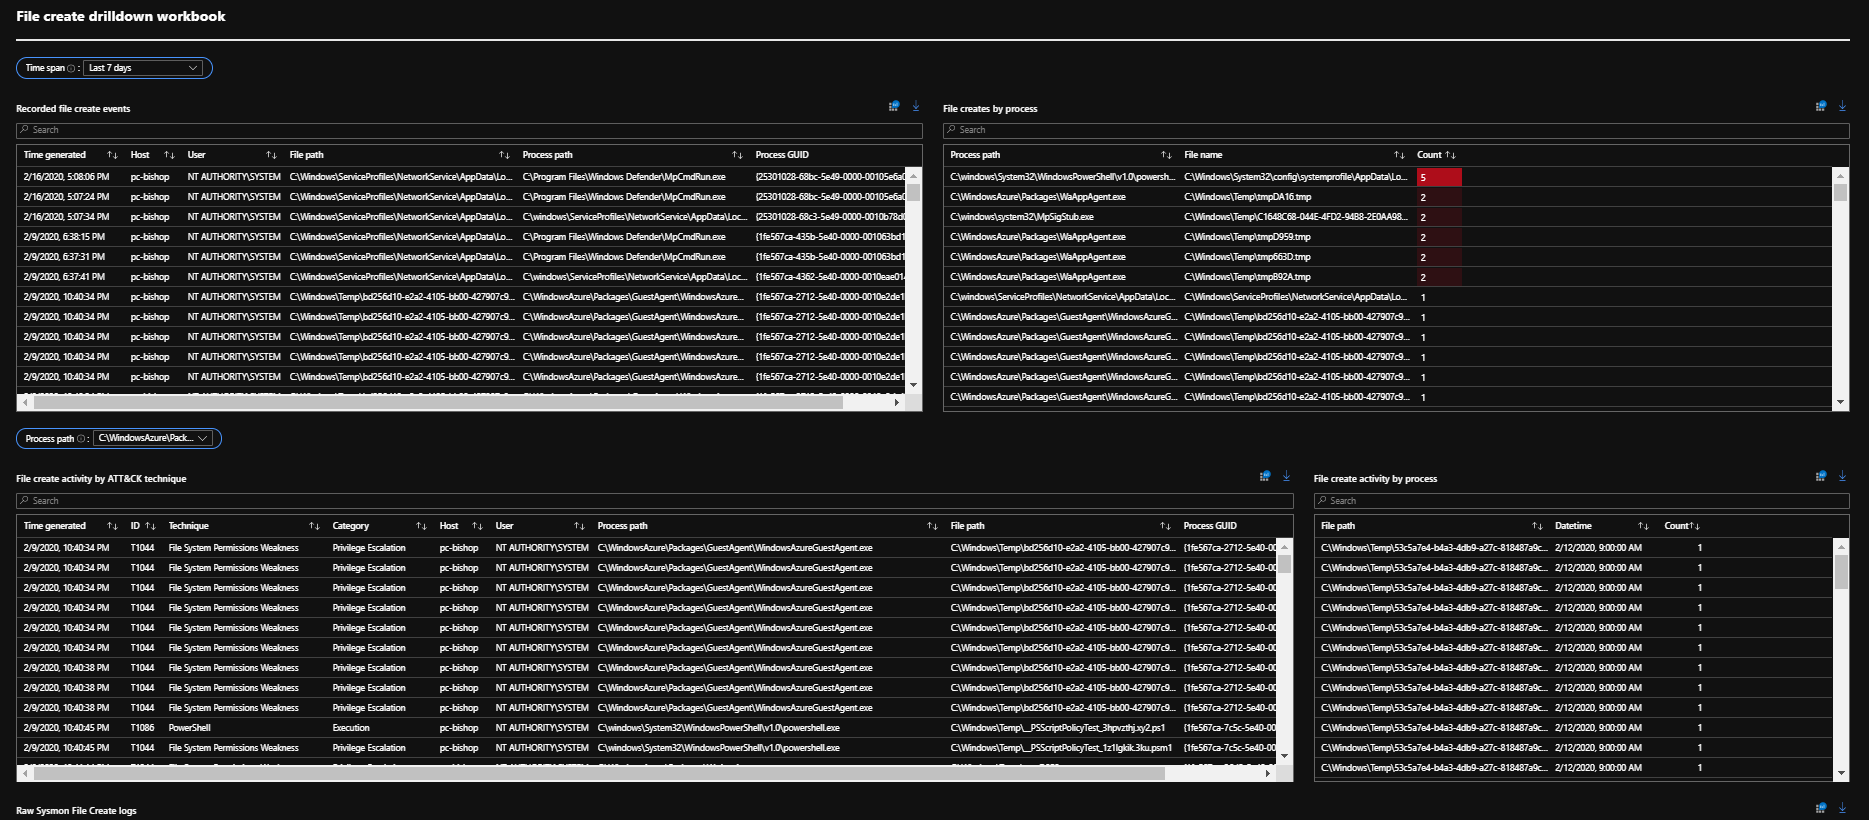 File create drilldown workbook
Time span : Last 7 days
Recorded file create events
Search
Time generated Host User File path Process path Process GUID
2/16/2020, 5:08:06 PM pc-bishop NT AUTHORITY\SYSTEM C:\Windows\ServiceProfiles\NetworkService\AppData\Lo... C:\Program Files\Windows Defender\MpCmdRun.exe {25301028-68bc-5e49-0000-00105e6a0
2/16/2020, 5:07:24 PM pc-bishop NT AUTHORITY\SYSTEM C:\Windows\ServiceProfiles\NetworkService\AppData\Lo... C:\Program Files\Windows Defender\MpCmdRun.exe {25301028-68bc-5e49-0000-00105e6a0
2/16/2020, 5:07:34 PM pc-bishop NT AUTHORITY\SYSTEM C:\Windows\ServiceProfiles\NetworkService\AppData\Lo... C:\windows\ServiceProfiles\NetworkService\AppData\Loc... {25301028-68c3-5e49-0000-0010b78d0
2/9/2020, 6:38:15 PM pc-bishop NT AUTHORITY\SYSTEM C:\Windows\ServiceProfiles\NetworkService\AppData\Lo... C:\Program Files\Windows Defender\MpCmdRun.exe {1fe567ca-435b-5e40-0000-001063bd1
2/9/2020, 6:37:31 PM pc-bishop NT AUTHORITY\SYSTEM C:\Windows\ServiceProfiles\NetworkService\AppData\Lo... C:\Program Files\Windows Defender\MpCmdRun.exe {1fe567ca-435b-5e40-0000-001063bd1
2/9/2020, 6:37:41 PM pc-bishop NT AUTHORITY\SYSTEM C:\Windows\ServiceProfiles\NetworkService\AppData\Lo... C:\windows\ServiceProfiles\NetworkService\AppData\Loc... {1fe567ca-4362-5e40-0000-0010eae01
2/9/2020, 10:40:34 PM pc-bishop NT AUTHORITY\SYSTEM C:\Windows\Temp\bd256d10-e2a2-4105-bb00-427907c9... C:\WindowsAzure\Packages\GuestAgent\WindowsAzure... {1fe567ca-2712-5e40-0000-0010e2de1
2/9/2020, 10:40:34 PM pc-bishop NT AUTHORITY\SYSTEM C:\Windows\Temp\bd256d10-e2a2-4105-bb00-427907c9... C:\WindowsAzure\Packages\GuestAgent\WindowsAzure... {1fe567ca-2712-5e40-0000-0010e2de1
2/9/2020, 10:40:34 PM pc-bishop NT AUTHORITY\SYSTEM C:\Windows\Temp\bd256d10-e2a2-4105-bb00-427907c9... C:\WindowsAzure\Packages\GuestAgent\WindowsAzure... {1fe567ca-2712-5e40-0000-0010e2de1
2/9/2020, 10:40:34 PM pc-bishop NT AUTHORITY\SYSTEM C:\Windows\Temp\bd256d10-e2a2-4105-bb00-427907c9... C:\WindowsAzure\Packages\GuestAgent\WindowsAzure... {1fe567ca-2712-5e40-0000-0010e2de1
2/9/2020, 10:40:34 PM pc-bishop NT AUTHORITY\SYSTEM C:\Windows\Temp\bd256d10-e2a2-4105-bb00-427907c9... C:\WindowsAzure\Packages\GuestAgent\WindowsAzure... {1fe567ca-2712-5e40-0000-0010e2de1
File creates by process
Search
Process path File name Count
C:\windows\System32\WindowsPowerShell\v1.0\powersh... C:\Windows\System32\config\systemprofile\AppData\Lo... 5
C:\WindowsAzure\Packages\WaAppAgent.exe C:\Windows\Temp\tmpDA16.tmp 2
C:\windows\system32\MpSigStub.exe C:\Windows\Temp\C1648C68-044E-4FD2-94B8-2E0AA98... 2
C:\WindowsAzure\Packages\WaAppAgent.exe C:\Windows\Temp\tmpD959.tmp 2
C:\WindowsAzure\Packages\WaAppAgent.exe C:\Windows\Temp\tmp663D.tmp 2
C:\WindowsAzure\Packages\WaAppAgent.exe C:\Windows\Temp\tmpB92A.tmp 2
C:\windows\ServiceProfiles\NetworkService\AppData\Loc... C:\Windows\ServiceProfiles\NetworkService\AppData\Lo... 1
C:\WindowsAzure\Packages\GuestAgent\WindowsAzureG... C:\Windows\Temp\bd256d10-e2a2-4105-bb00-427907c9... 1
C:\WindowsAzure\Packages\GuestAgent\WindowsAzureG... C:\Windows\Temp\bd256d10-e2a2-4105-bb00-427907c9... 1
C:\WindowsAzure\Packages\GuestAgent\WindowsAzureG... C:\Windows\Temp\bd256d10-e2a2-4105-bb00-427907c9... 1
C:\WindowsAzure\Packages\GuestAgent\WindowsAzureG... C:\Windows\Temp\bd256d10-e2a2-4105-bb00-427907c9... 1
C:\WindowsAzure\Packages\GuestAgent\WindowsAzureG... C:\Windows\Temp\bd256d10-e2a2-4105-bb00-427907c9... 1
Process path : C:\WindowsAzure\Pack...
File create activity by ATT&CK technique
Search
Time generated ID Technique Category Host User Process path File path Process GUID
2/9/2020, 10:40:34 PM T1044 File System Permissions Weakness Privilege Escalation pc-bishop NT AUTHORITY\SYSTEM C:\WindowsAzure\Packages\GuestAgent\WindowsAzureGuestAgent.exe C:\Windows\Temp\bd256d10-e2a2-4105-bb00-427907c9... {1fe567ca-2712-5e40-00
2/9/2020, 10:40:34 PM T1044 File System Permissions Weakness Privilege Escalation pc-bishop NT AUTHORITY\SYSTEM C:\WindowsAzure\Packages\GuestAgent\WindowsAzureGuestAgent.exe C:\Windows\Temp\bd256d10-e2a2-4105-bb00-427907c9... {1fe567ca-2712-5e40-00
2/9/2020, 10:40:34 PM T1044 File System Permissions Weakness Privilege Escalation pc-bishop NT AUTHORITY\SYSTEM C:\WindowsAzure\Packages\GuestAgent\WindowsAzureGuestAgent.exe C:\Windows\Temp\bd256d10-e2a2-4105-bb00-427907c9... {1fe567ca-2712-5e40-00
2/9/2020, 10:40:34 PM T1044 File System Permissions Weakness Privilege Escalation pc-bishop NT AUTHORITY\SYSTEM C:\WindowsAzure\Packages\GuestAgent\WindowsAzureGuestAgent.exe C:\Windows\Temp\bd256d10-e2a2-4105-bb00-427907c9... {1fe567ca-2712-5e40-00
2/9/2020, 10:40:34 PM T1044 File System Permissions Weakness Privilege Escalation pc-bishop NT AUTHORITY\SYSTEM C:\WindowsAzure\Packages\GuestAgent\WindowsAzureGuestAgent.exe C:\Windows\Temp\bd256d10-e2a2-4105-bb00-427907c9... {1fe567ca-2712-5e40-00
2/9/2020, 10:40:34 PM T1044 File System Permissions Weakness Privilege Escalation pc-bishop NT AUTHORITY\SYSTEM C:\WindowsAzure\Packages\GuestAgent\WindowsAzureGuestAgent.exe C:\Windows\Temp\bd256d10-e2a2-4105-bb00-427907c9... {1fe567ca-2712-5e40-00
2/9/2020, 10:40:38 PM T1044 File System Permissions Weakness Privilege Escalation pc-bishop NT AUTHORITY\SYSTEM C:\WindowsAzure\Packages\GuestAgent\WindowsAzureGuestAgent.exe C:\Windows\Temp\bd256d10-e2a2-4105-bb00-427907c9... {1fe567ca-2712-5e40-00
2/9/2020, 10:40:38 PM T1044 File System Permissions Weakness Privilege Escalation pc-bishop NT AUTHORITY\SYSTEM C:\WindowsAzure\Packages\GuestAgent\WindowsAzureGuestAgent.exe C:\Windows\Temp\bd256d10-e2a2-4105-bb00-427907c9... {1fe567ca-2712-5e40-00
2/9/2020, 10:40:38 PM T1044 File System Permissions Weakness Privilege Escalation pc-bishop NT AUTHORITY\SYSTEM C:\WindowsAzure\Packages\GuestAgent\WindowsAzureGuestAgent.exe C:\Windows\Temp\bd256d10-e2a2-4105-bb00-427907c9... {1fe567ca-2712-5e40-00
2/9/2020, 10:40:45 PM T1086 PowerShell Execution pc-bishop NT AUTHORITY\SYSTEM C:\windows\System32\WindowsPowerShell\v1.0\powershell.exe C:\Windows\Temp\__PSScriptPolicyTest_3hpvzthj.xy2.ps1 {1fe567ca-7c5c-5e40-00
2/9/2020, 10:40:45 PM T1044 File System Permissions Weakness Privilege Escalation pc-bishop NT AUTHORITY\SYSTEM C:\windows\System32\WindowsPowerShell\v1.0\powershell.exe C:\Windows\Temp\__PSScriptPolicyTest_1z1lgkik.3ku.psm1 {1fe567ca-7c5c-5e40-00
File create activity by process
Search
File path Datetime Count
C:\Windows\Temp\53c5a7e4-b4a3-4db9-a27c-818487a9c... 2/12/2020, 9:00:00 AM 1
C:\Windows\Temp\53c5a7e4-b4a3-4db9-a27c-818487a9c... 2/12/2020, 9:00:00 AM 1
C:\Windows\Temp\53c5a7e4-b4a3-4db9-a27c-818487a9c... 2/12/2020, 9:00:00 AM 1
C:\Windows\Temp\53c5a7e4-b4a3-4db9-a27c-818487a9c... 2/12/2020, 9:00:00 AM 1
C:\Windows\Temp\53c5a7e4-b4a3-4db9-a27c-818487a9c... 2/12/2020, 9:00:00 AM 1
C:\Windows\Temp\53c5a7e4-b4a3-4db9-a27c-818487a9c... 2/12/2020, 9:00:00 AM 1
C:\Windows\Temp\53c5a7e4-b4a3-4db9-a27c-818487a9c... 2/12/2020, 9:00:00 AM 1
C:\Windows\Temp\53c5a7e4-b4a3-4db9-a27c-818487a9c... 2/12/2020, 9:00:00 AM 1
C:\Windows\Temp\53c5a7e4-b4a3-4db9-a27c-818487a9c... 2/12/2020, 9:00:00 AM 1
C:\Windows\Temp\53c5a7e4-b4a3-4db9-a27c-818487a9c... 2/12/2020, 9:00:00 AM 1
C:\Windows\Temp\53c5a7e4-b4a3-4db9-a27c-818487a9c... 2/12/2020, 9:00:00 AM 1
C:\Windows\Temp\53c5a7e4-b4a3-4db9-a27c-818487a9c... 2/12/2020, 9:00:00 AM 1
Raw Sysmon File Create logs